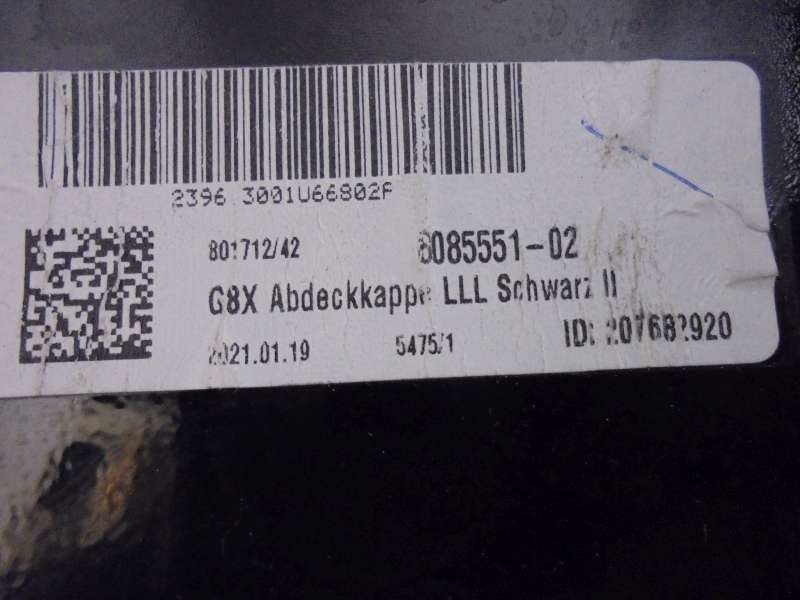 2396 3001U66802F
801712/42 8085551-02
G8X Abdeckkappe LLL Schwarz II
2021.01.19 5475/1 ID: 207682920